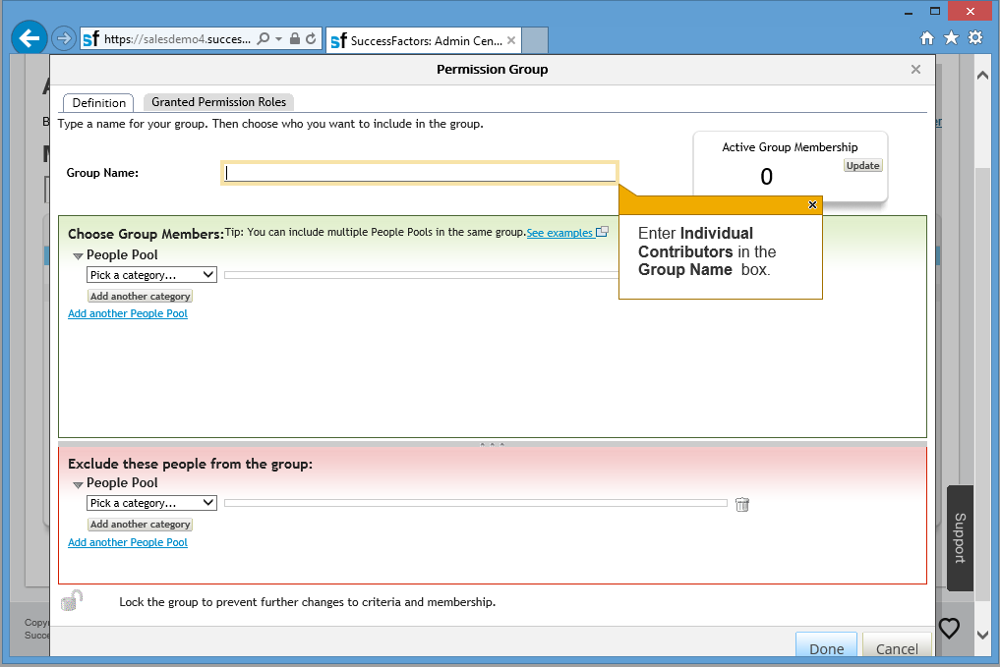 sf https://salesdemo4.succes...
sf SuccessFactors: Admin Cen...
Permission Group
Definition
Granted Permission Roles
Type a name for your group. Then choose who you want to include in the group.
Active Group Membership
Update
0
Group Name:
Enter Individual
Contributors in the
Group Name box.
Choose Group Members:
Tip: You can include multiple People Pools in the same group.
See examples
People Pool
Pick a category...
Add another category
Add another People Pool
Exclude these people from the group:
People Pool
Pick a category...
Add another category
Add another People Pool
Support
Lock the group to prevent further changes to criteria and membership.
Copy
Succe
Done
Cancel